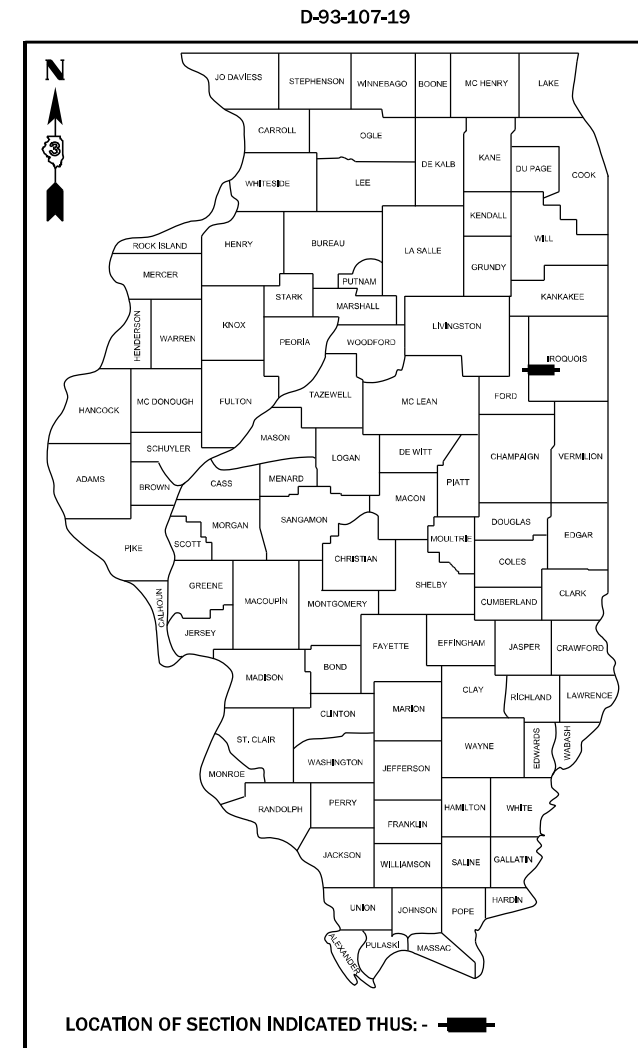 D-93-107-19
N
3
JO DAVIESS STEPHENSON WINNEBAGO BOONE MC HENRY LAKE
CARROLL OGLE DE KALB KANE DU PAGE COOK
WHITESIDE LEE
KENDALL
ROCK ISLAND HENRY BUREAU LA SALLE WILL
MERCER PUTNAM GRUNDY
STARK MARSHALL KANKAKEE
HENDERSON WARREN KNOX PEORIA WOODFORD LIVINGSTON
IROQUOIS
HANCOCK MC DONOUGH FULTON TAZEWELL MC LEAN FORD
SCHUYLER MASON
LOGAN DE WITT CHAMPAIGN VERMILION
ADAMS BROWN CASS MENARD PIATT
MACON
PIKE SCOTT MORGAN SANGAMON MOULTRIE DOUGLAS EDGAR
CHRISTIAN COLES
CALHOUN GREENE MACOUPIN MONTGOMERY SHELBY CUMBERLAND CLARK
JERSEY
FAYETTE EFFINGHAM JASPER CRAWFORD
MADISON BOND
CLAY RICHLAND LAWRENCE
CLINTON MARION
ST. CLAIR WAYNE EDWARDS WABASH
MONROE WASHINGTON JEFFERSON
RANDOLPH PERRY HAMILTON WHITE
FRANKLIN
JACKSON WILLIAMSON SALINE GALLATIN
UNION JOHNSON POPE HARDIN
ALEXANDER PULASKI MASSAC
LOCATION OF SECTION INDICATED THUS: -